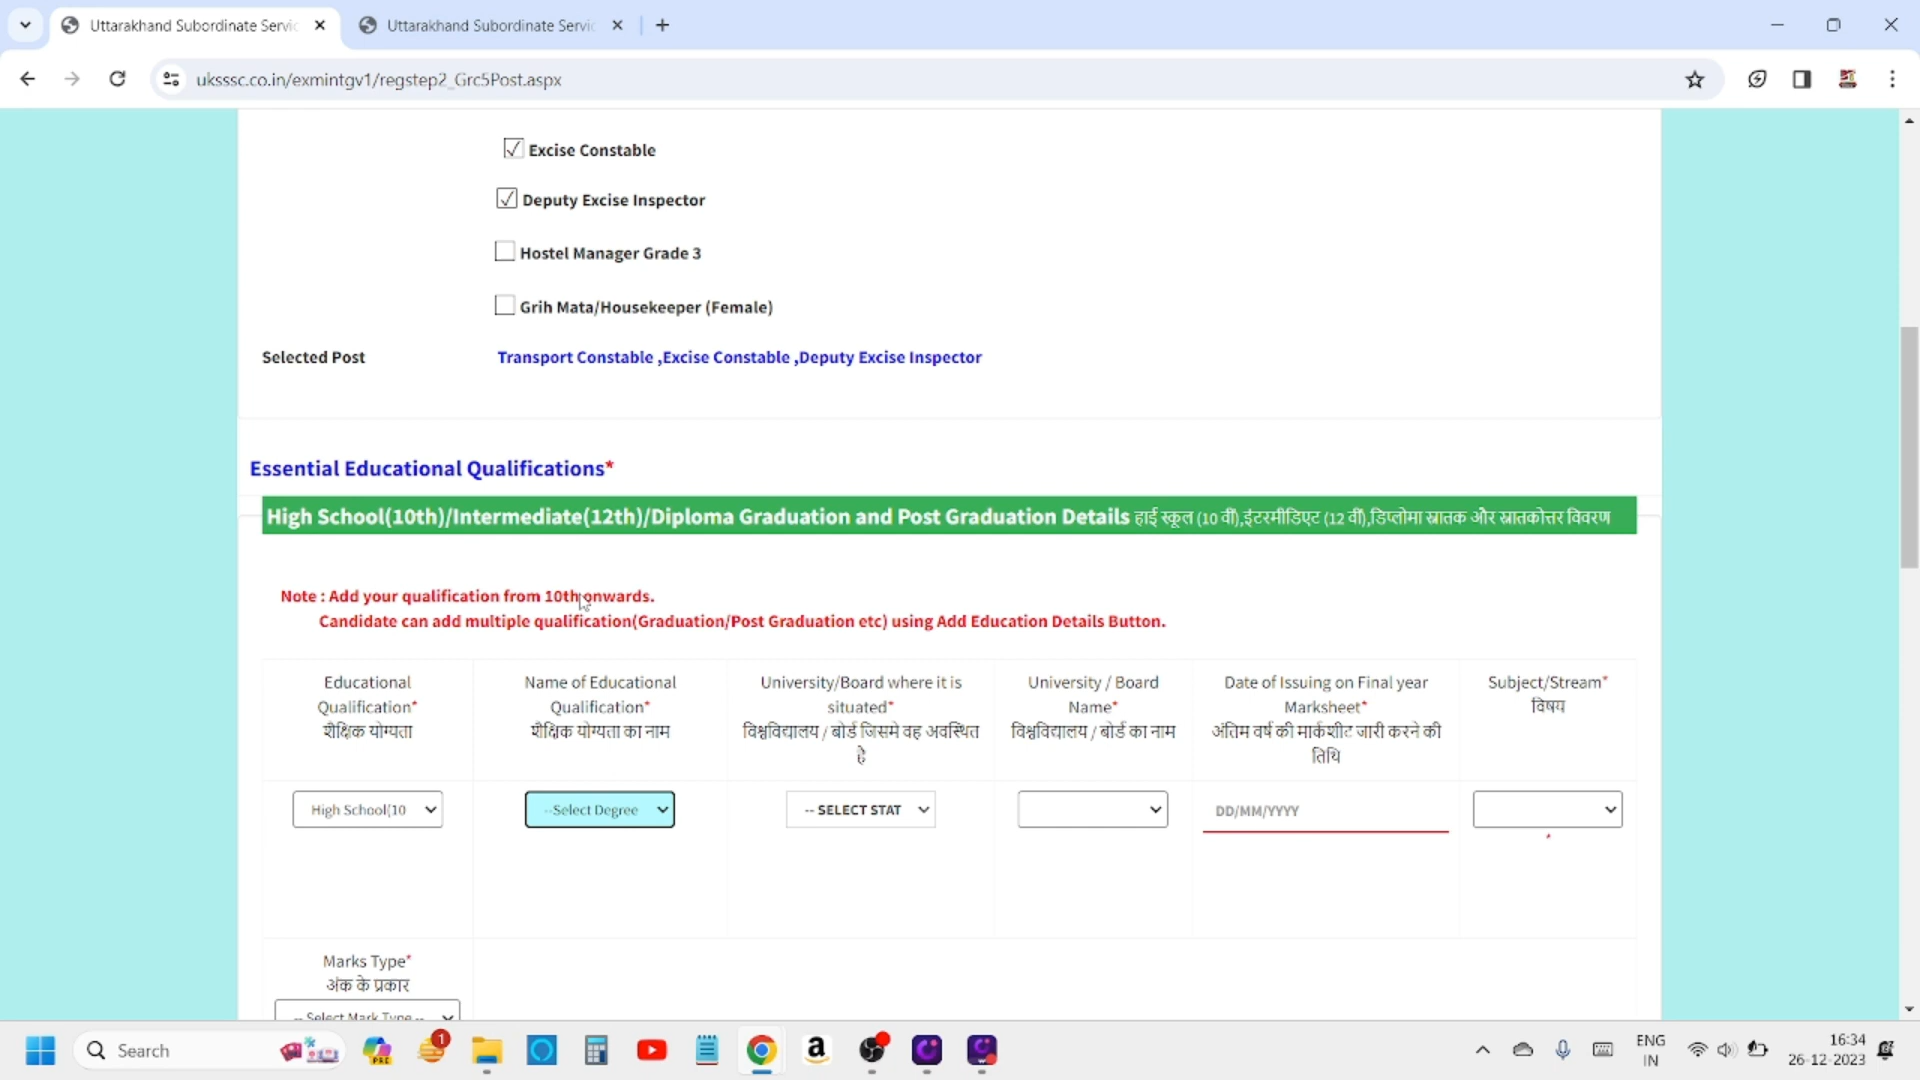 Uttarakhand Subordinate Servic
Uttarakhand Subordinate Servic
uksssc.co.in/exmintgv1/regstep2_Grc5Post.aspx
Excise Constable
Deputy Excise Inspector
Hostel Manager Grade 3
Grih Mata/Housekeeper (Female)
Selected Post Transport Constable ,Excise Constable ,Deputy Excise Inspector
Essential Educational Qualifications*
High School(10th)/Intermediate(12th)/Diploma Graduation and Post Graduation Details हाई स्कूल (10 वीं),इंटरमीडिएट (12 वीं),डिप्लोमा स्नातक और स्नातकोत्तर विवरण
Note : Add your qualification from 10th onwards.
Candidate can add multiple qualification(Graduation/Post Graduation etc) using Add Education Details Button.
Educational
Qualification*
शैक्षिक योग्यता
Name of Educational
Qualification*
शैक्षिक योग्यता का नाम
University/Board where it is
situated*
विश्वविद्यालय / बोर्ड जिसमे वह अवस्थित
है
University / Board
Name*
विश्वविद्यालय / बोर्ड का नाम
Date of Issuing on Final year
Marksheet*
अंतिम वर्ष की मार्कशीट जारी करने की
तिथि
Subject/Stream*
विषय
High School(10
--Select Degree
-- SELECT STAT
DD/MM/YYYY
*
Marks Type*
अंक के प्रकार
-- Select Mark Type --
Search
PRE
1
ENG
IN
16:34
26-12-2023